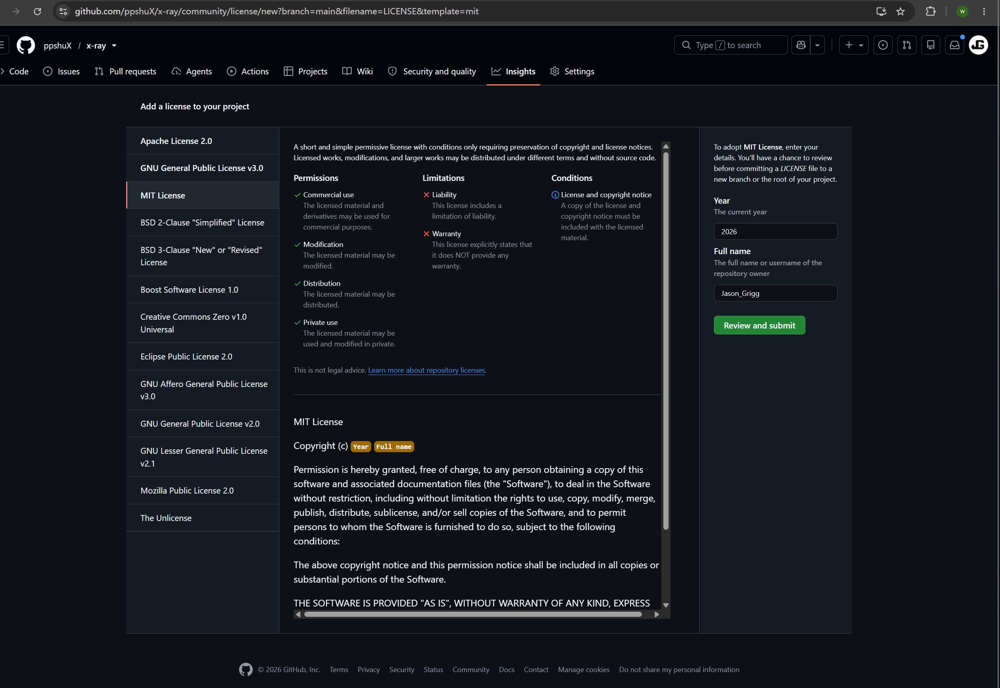 github.com/ppshuX/x-ray/community/license/new?branch=main&filename=LICENSE&template=mit
W
ppshuX / x-ray
Type / to search
JG
Code
Issues
Pull requests
Agents
Actions
Projects
Wiki
Security and quality
Insights
Settings
Add a license to your project
Apache License 2.0
GNU General Public License v3.0
MIT License
BSD 2-Clause "Simplified" License
BSD 3-Clause "New" or "Revised"
License
Boost Software License 1.0
Creative Commons Zero v1.0
Universal
Eclipse Public License 2.0
GNU Affero General Public License
v3.0
GNU General Public License v2.0
GNU Lesser General Public License
v2.1
Mozilla Public License 2.0
The Unlicense
A short and simple permissive license with conditions only requiring preservation of copyright and license notices.
Licensed works, modifications, and larger works may be distributed under different terms and without source code.
Permissions
Commercial use
The licensed material and
derivatives may be used for
commercial purposes.
Modification
The licensed material may be
modified.
Distribution
The licensed material may be
distributed.
Private use
The licensed material may be
used and modified in private.
Limitations
Liability
This license includes a
limitation of liability.
Warranty
This license explicitly states that
it does NOT provide any
warranty.
Conditions
License and copyright notice
A copy of the license and
copyright notice must be
included with the licensed
material.
This is not legal advice. Learn more about repository licenses.
MIT License
Copyright (c) Year Full name
Permission is hereby granted, free of charge, to any person obtaining a copy of this
software and associated documentation files (the "Software"), to deal in the Software
without restriction, including without limitation the rights to use, copy, modify, merge,
publish, distribute, sublicense, and/or sell copies of the Software, and to permit
persons to whom the Software is furnished to do so, subject to the following
conditions:
The above copyright notice and this permission notice shall be included in all copies or
substantial portions of the Software.
THE SOFTWARE IS PROVIDED "AS IS", WITHOUT WARRANTY OF ANY KIND, EXPRESS
To adopt MIT License, enter your
details. You’ll have a chance to review
before committing a LICENSE file to a
new branch or the root of your project.
Year
The current year
2026
Full name
The full name or username of the
repository owner
Jason_Grigg
Review and submit
© 2026 GitHub, Inc.
Terms
Privacy
Security
Status
Community
Docs
Contact
Manage cookies
Do not share my personal information